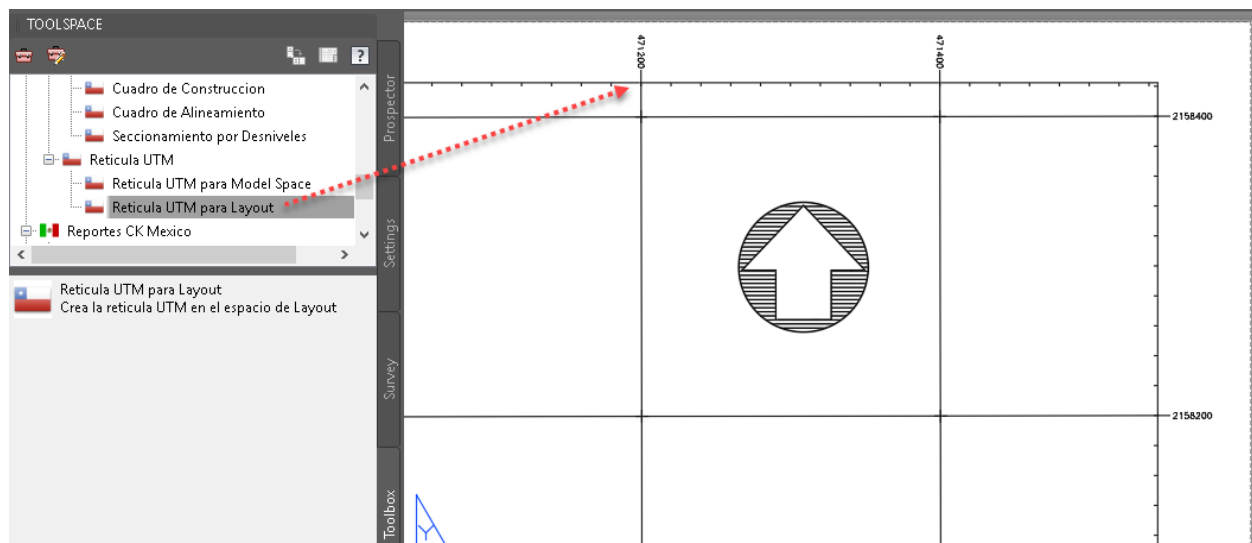 TOOLSPACE
?
Cuadro de Construccion
Cuadro de Alineamiento
Seccionamiento por Desniveles
Reticula UTM
Reticula UTM para Model Space
Reticula UTM para Layout
Reportes CK Mexico
Reticula UTM para Layout
Crea la reticula UTM en el espacio de Layout
Prospector
Settings
Survey
Toolbox
471200
471400
2158400
2158200
Y